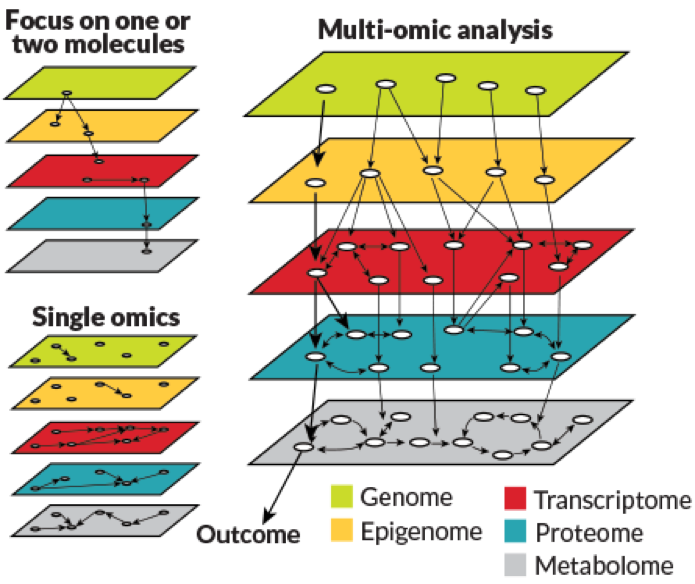 Focus on one or
two molecules
Multi-omic analysis
Single omics
Outcome
Genome
Epigenome
Transcriptome
Proteome
Metabolome